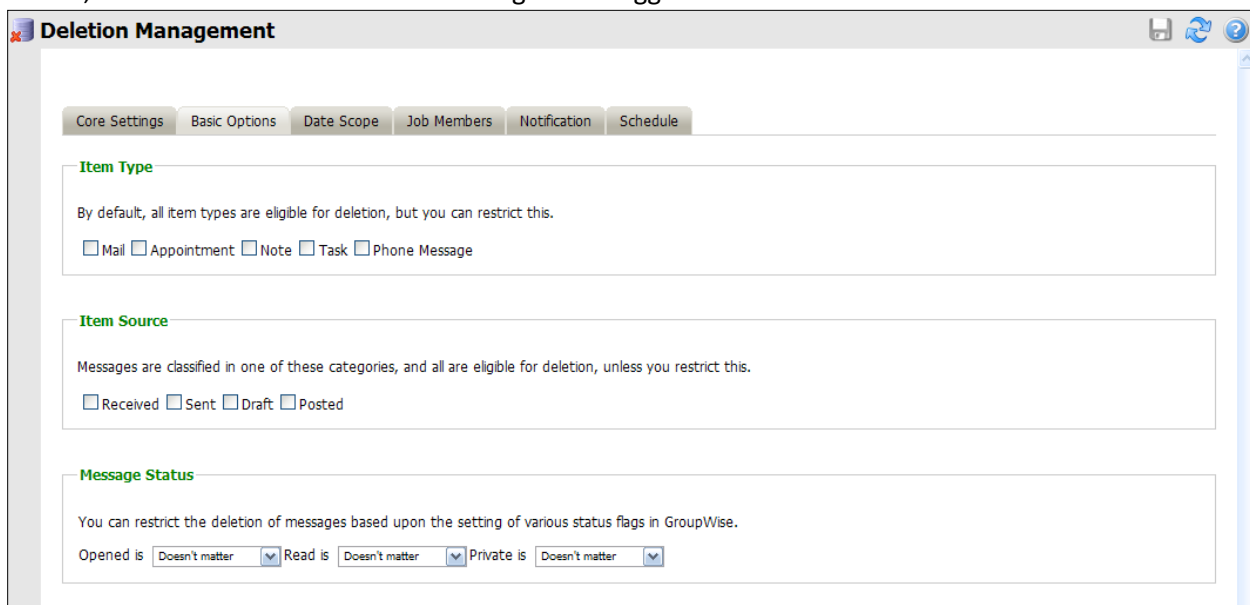 Deletion Management
Core Settings Basic Options Date Scope Job Members Notification Schedule
Item Type
By default, all item types are eligible for deletion, but you can restrict this.
Mail Appointment Note Task Phone Message
Item Source
Messages are classified in one of these categories, and all are eligible for deletion, unless you restrict this.
Received Sent Draft Posted
Message Status
You can restrict the deletion of messages based upon the setting of various status flags in GroupWise.
Opened is Doesn't matter Read is Doesn't matter Private is Doesn't matter